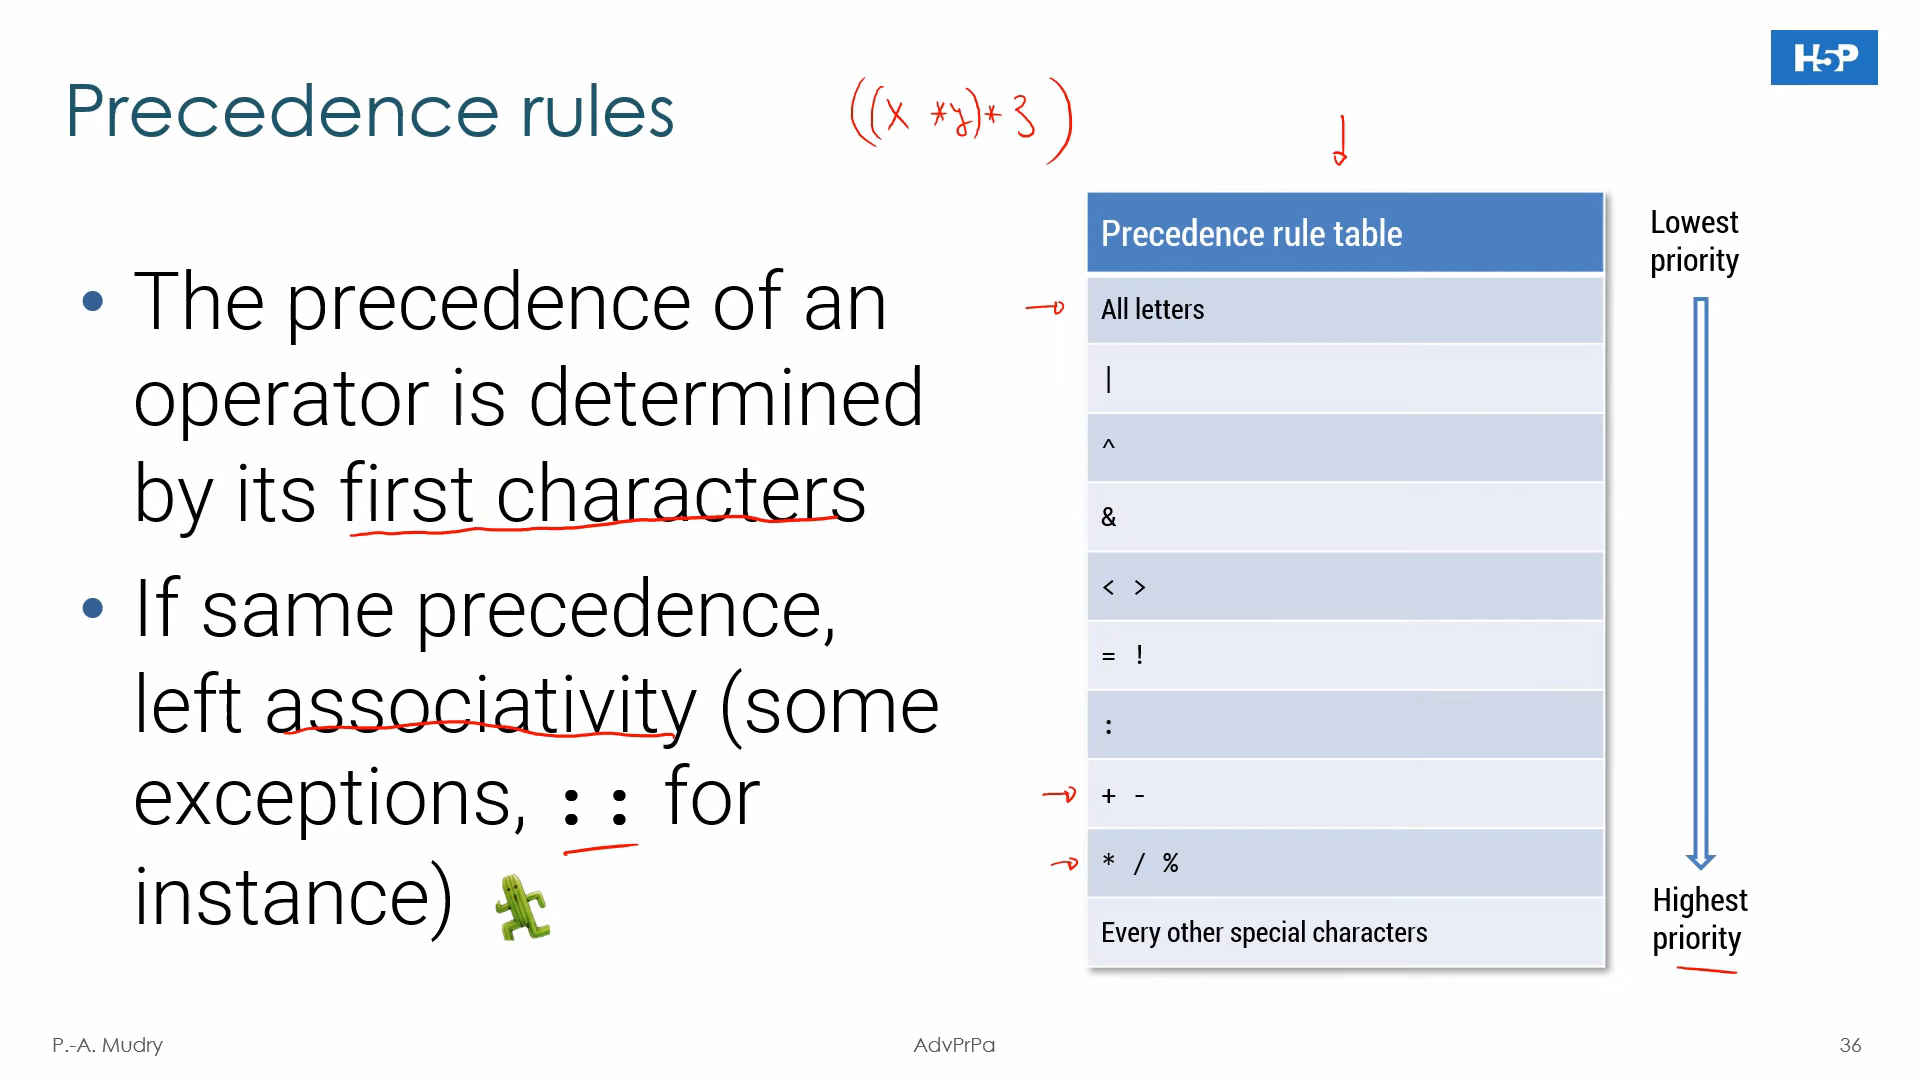 Precedence rules
((x *y)* 3)
H5P
• The precedence of an
operator is determined
by its first characters
• If same precedence,
left associativity (some
exceptions, :: for
instance)
Precedence rule table
All letters
|
^
&
< >
= !
:
+ -
* / %
Every other special characters
Lowest
priority
Highest
priority
P.-A. Mudry
AdvPrPa
36